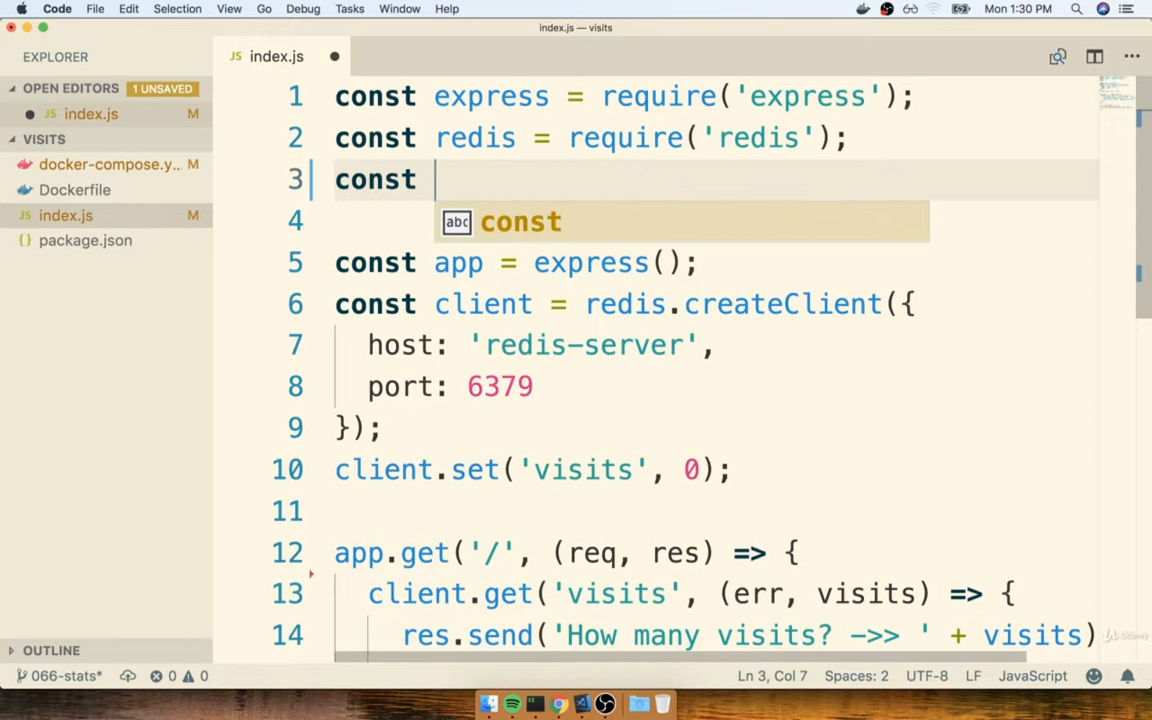 Code File Edit Selection View Go Debug Tasks Window Help Mon 1:30 PM
index.js — visits
EXPLORER
JS index.js
OPEN EDITORS 1 UNSAVED
JS index.js M
VISITS
docker-compose.y... M
Dockerfile
JS index.js M
{} package.json
OUTLINE
1 const express = require('express');
2 const redis = require('redis');
3 const
abc const
4
5 const app = express();
6 const client = redis.createClient({
7 host: 'redis-server',
8 port: 6379
9 });
10 client.set('visits', 0);
11
12 app.get('/', (req, res) => {
13 client.get('visits', (err, visits) => {
14 res.send('How many visits? ->> ' + visits)
Udemy
066-stats* 0 0 Ln 3, Col 7 Spaces: 2 UTF-8 LF JavaScript